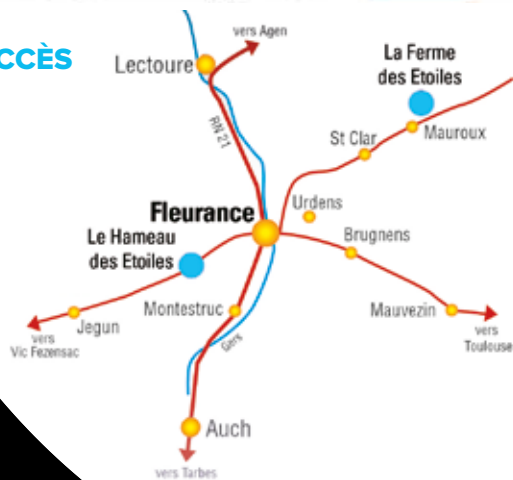 CCÈS
vers Agen
Lectoure
La Ferme
des Etoiles
RN 21
St Clar
Mauroux
Urdens
Fleurance
Le Hameau
des Etoiles
Brugnens
Montestruc
Mauvezin
Jegun
vers
Vic Fezensac
Gers
vers
Toulouse
Auch
vers Tarbes